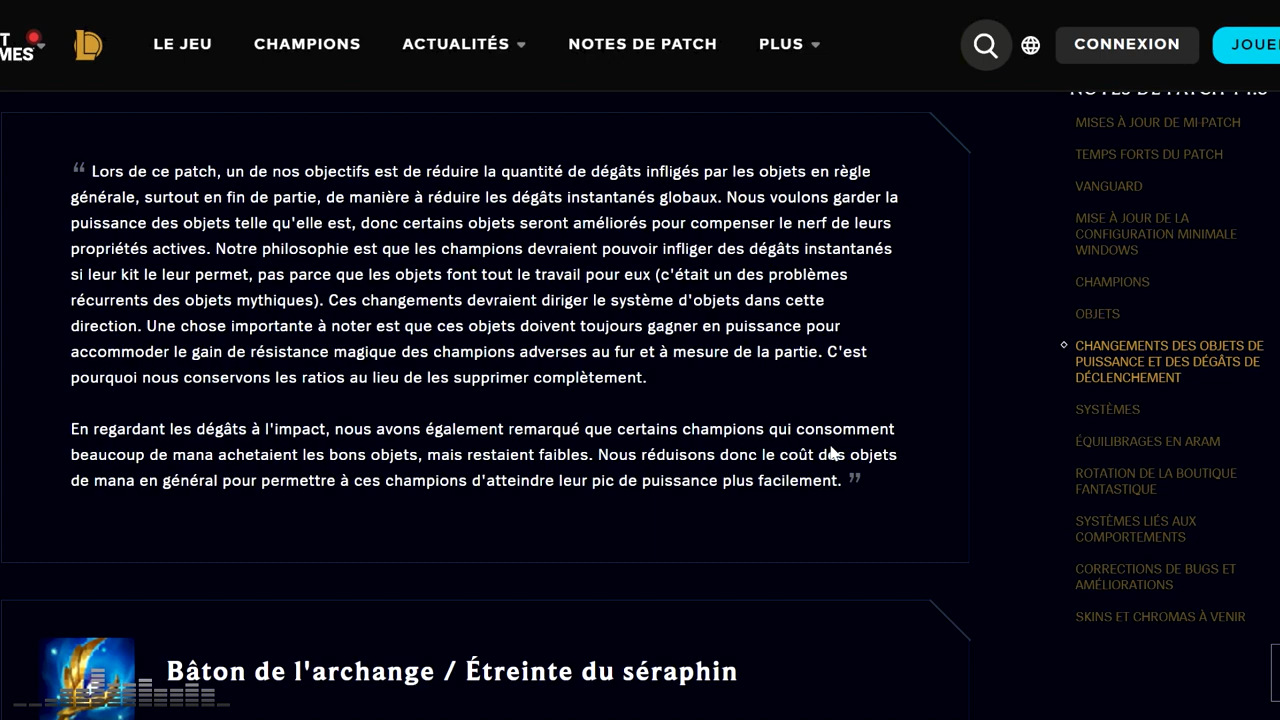 T
MES
LE JEU
CHAMPIONS
ACTUALITÉS
NOTES DE PATCH
PLUS
CONNEXION
JOUE
“ Lors de ce patch, un de nos objectifs est de réduire la quantité de dégâts infligés par les objets en règle
générale, surtout en fin de partie, de manière à réduire les dégâts instantanés globaux. Nous voulons garder la
puissance des objets telle qu'elle est, donc certains objets seront améliorés pour compenser le nerf de leurs
propriétés actives. Notre philosophie est que les champions devraient pouvoir infliger des dégâts instantanés
si leur kit le leur permet, pas parce que les objets font tout le travail pour eux (c'était un des problèmes
récurrents des objets mythiques). Ces changements devraient diriger le système d'objets dans cette
direction. Une chose importante à noter est que ces objets doivent toujours gagner en puissance pour
accommoder le gain de résistance magique des champions adverses au fur et à mesure de la partie. C'est
pourquoi nous conservons les ratios au lieu de les supprimer complètement.
En regardant les dégâts à l'impact, nous avons également remarqué que certains champions qui consomment
beaucoup de mana achetaient les bons objets, mais restaient faibles. Nous réduisons donc le coût des objets
de mana en général pour permettre à ces champions d'atteindre leur pic de puissance plus facilement. ”
Bâton de l'archange / Étreinte du séraphin
NOTES DE PATCH
MISES À JOUR DE MI-PATCH
TEMPS FORTS DU PATCH
VANGUARD
MISE À JOUR DE LA
CONFIGURATION MINIMALE
WINDOWS
CHAMPIONS
OBJETS
CHANGEMENTS DES OBJETS DE
PUISSANCE ET DES DÉGÂTS DE
DÉCLENCHEMENT
SYSTÈMES
ÉQUILIBRAGES EN ARAM
ROTATION DE LA BOUTIQUE
FANTASTIQUE
SYSTÈMES LIÉS AUX
COMPORTEMENTS
CORRECTIONS DE BUGS ET
AMÉLIORATIONS
SKINS ET CHROMAS À VENIR